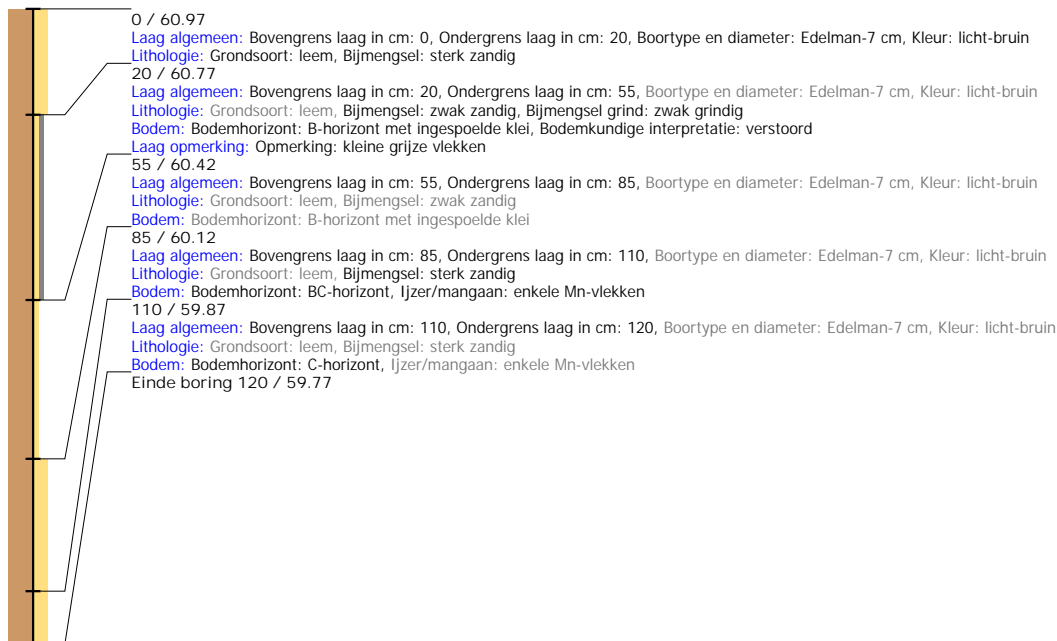 0 / 60.97
Laag algemeen: Bovengrens laag in cm: 0, Ondergrens laag in cm: 20, Boortype en diameter: Edelman-7 cm, Kleur: licht-bruin
Lithologie: Grondsoort: leem, Bijmengsel: sterk zandig
20 / 60.77
Laag algemeen: Bovengrens laag in cm: 20, Ondergrens laag in cm: 55, Boortype en diameter: Edelman-7 cm, Kleur: licht-bruin
Lithologie: Grondsoort: leem, Bijmengsel: zwak zandig, Bijmengsel grind: zwak grindig
Bodem: Bodemhorizont: B-horizont met ingespoelde klei, Bodemkundige interpretatie: verstoord
Laag opmerking: Opmerking: kleine grijze vlekken
55 / 60.42
Laag algemeen: Bovengrens laag in cm: 55, Ondergrens laag in cm: 85, Boortype en diameter: Edelman-7 cm, Kleur: licht-bruin
Lithologie: Grondsoort: leem, Bijmengsel: zwak zandig
Bodem: Bodemhorizont: B-horizont met ingespoelde klei
85 / 60.12
Laag algemeen: Bovengrens laag in cm: 85, Ondergrens laag in cm: 110, Boortype en diameter: Edelman-7 cm, Kleur: licht-bruin
Lithologie: Grondsoort: leem, Bijmengsel: sterk zandig
Bodem: Bodemhorizont: BC-horizont, Ijzer/mangaan: enkele Mn-vlekken
110 / 59.87
Laag algemeen: Bovengrens laag in cm: 110, Ondergrens laag in cm: 120, Boortype en diameter: Edelman-7 cm, Kleur: licht-bruin
Lithologie: Grondsoort: leem, Bijmengsel: sterk zandig
Bodem: Bodemhorizont: C-horizont, Ijzer/mangaan: enkele Mn-vlekken
Einde boring 120 / 59.77